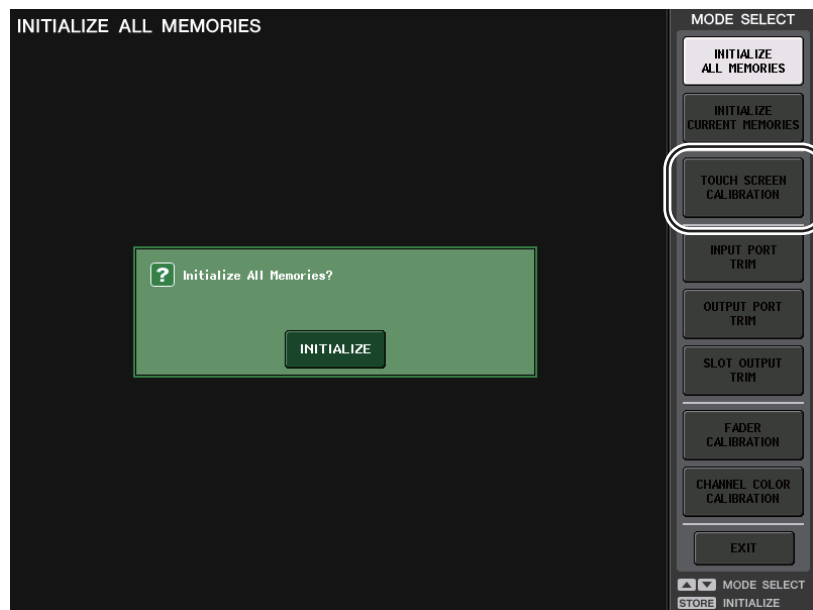 INITIALIZE ALL MEMORIES
? Initialize All Memories?
INITIALIZE
MODE SELECT
INITIALIZE
ALL MEMORIES
INITIALIZE
CURRENT MEMORIES
TOUCH SCREEN
CALIBRATION
INPUT PORT
TRIM
OUTPUT PORT
TRIM
SLOT OUTPUT
TRIM
FADER
CALIBRATION
CHANNEL COLOR
CALIBRATION
EXIT
MODE SELECT
STORE INITIALIZE